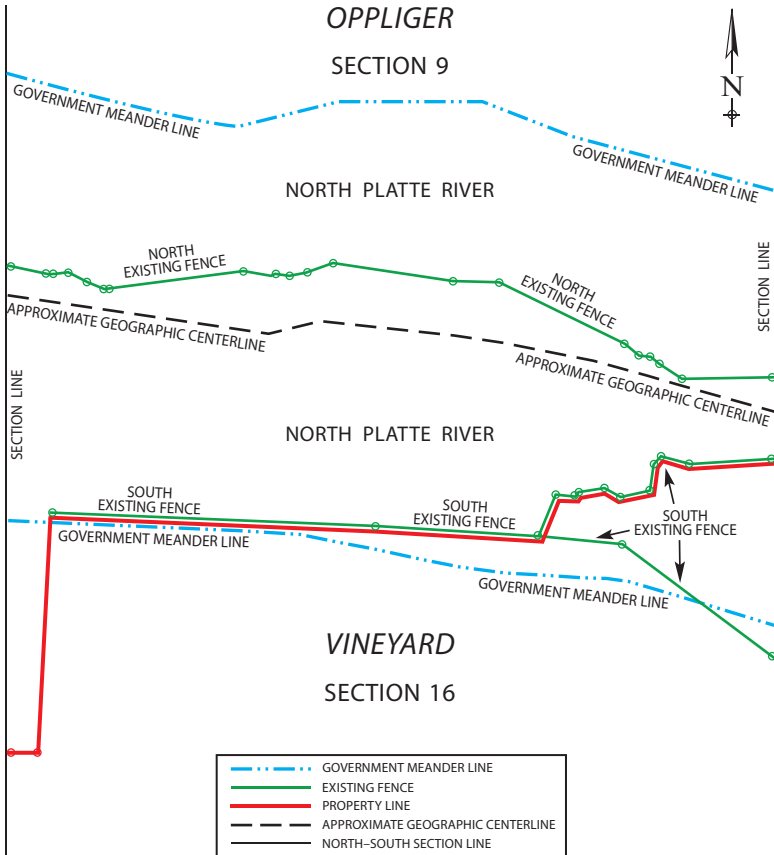 OPPLIGER
SECTION 9
N
GOVERNMENT MEANDER LINE
GOVERNMENT MEANDER LINE
NORTH PLATTE RIVER
NORTH
EXISTING FENCE
NORTH
EXISTING FENCE
SECTION LINE
APPROXIMATE GEOGRAPHIC CENTERLINE
APPROXIMATE GEOGRAPHIC CENTERLINE
SECTION LINE
NORTH PLATTE RIVER
SOUTH
EXISTING FENCE
SOUTH
EXISTING FENCE
SOUTH
EXISTING FENCE
GOVERNMENT MEANDER LINE
GOVERNMENT MEANDER LINE
VINEYARD
SECTION 16
GOVERNMENT MEANDER LINE
EXISTING FENCE
PROPERTY LINE
APPROXIMATE GEOGRAPHIC CENTERLINE
NORTH–SOUTH SECTION LINE